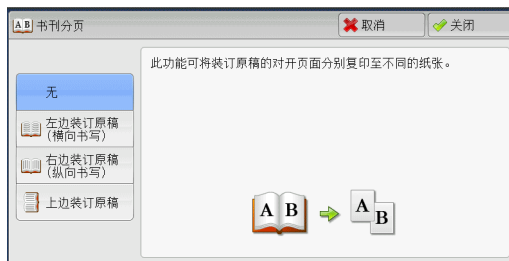 AB 书刊分页
取消
关闭
此功能可将装订原稿的对开页面分别复印至不同的纸张。
无
左边装订原稿
（横向书写）
右边装订原稿
（纵向书写）
上边装订原稿
A B
A
B